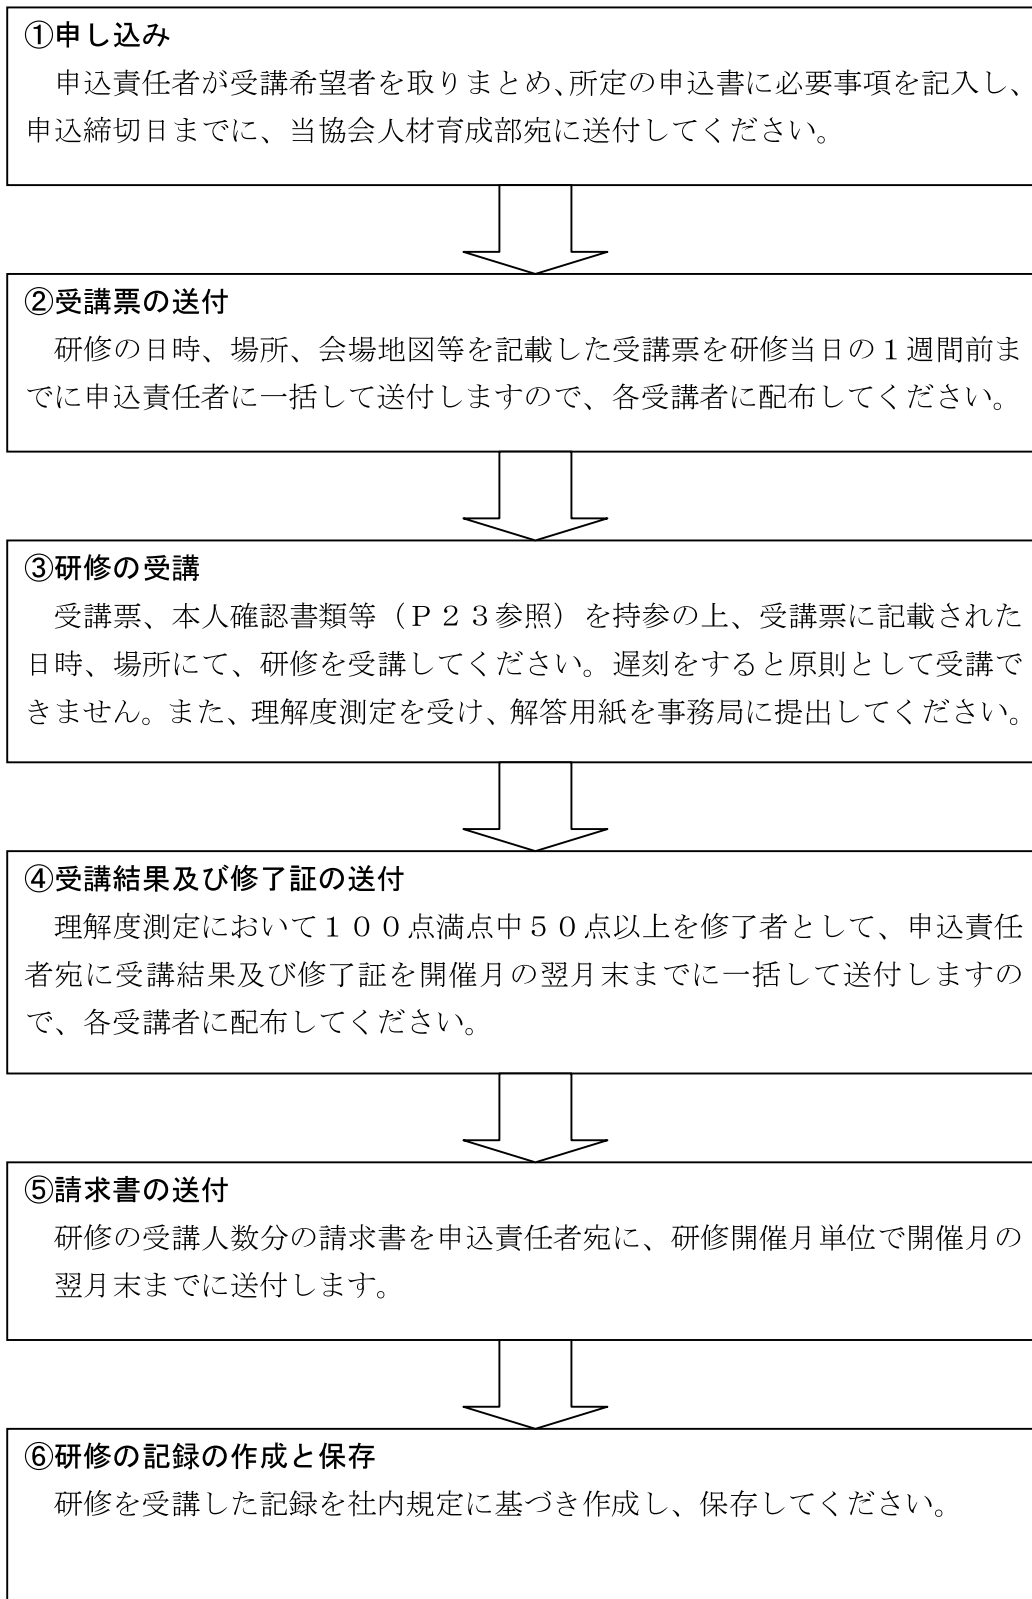 ①申し込み
　申込責任者が受講希望者を取りまとめ、所定の申込書に必要事項を記入し、
申込締切日までに、当協会人材育成部宛に送付してください。
②受講票の送付
　研修の日時、場所、会場地図等を記載した受講票を研修当日の１週間前ま
でに申込責任者に一括して送付しますので、各受講者に配布してください。
③研修の受講
　受講票、本人確認書類等（Ｐ２３参照）を持参の上、受講票に記載された
日時、場所にて、研修を受講してください。遅刻をすると原則として受講で
きません。また、理解度測定を受け、解答用紙を事務局に提出してください。
④受講結果及び修了証の送付
　理解度測定において１００点満点中５０点以上を修了者として、申込責任
者宛に受講結果及び修了証を開催月の翌月末までに一括して送付しますの
で、各受講者に配布してください。
⑤請求書の送付
　研修の受講人数分の請求書を申込責任者宛に、研修開催月単位で開催月の
　翌月末までに送付します。
⑥研修の記録の作成と保存
　研修を受講した記録を社内規定に基づき作成し、保存してください。